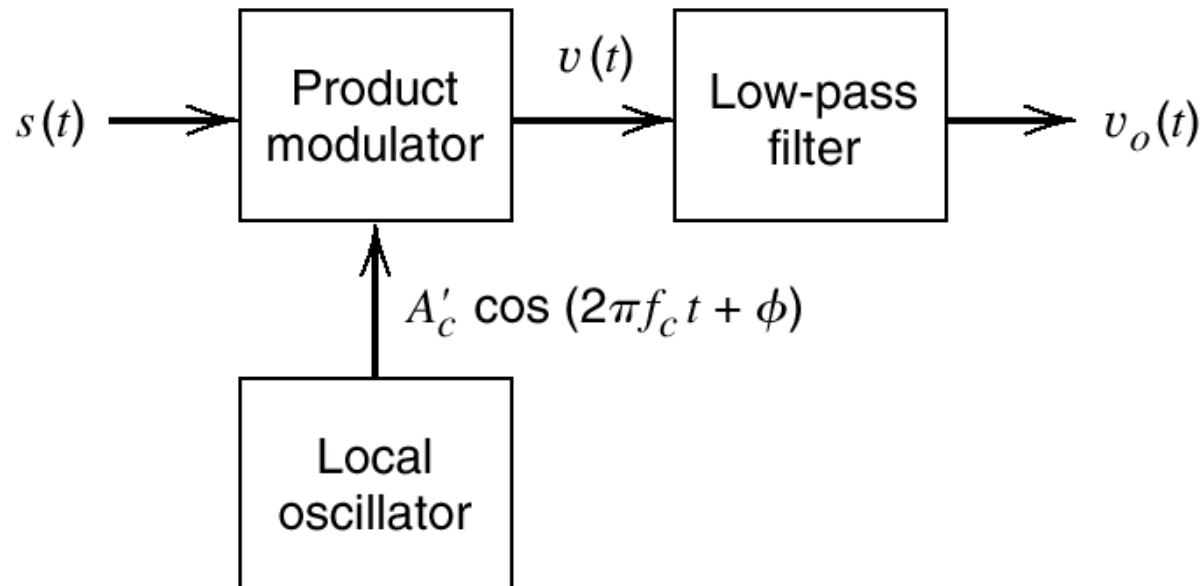 s(t)
Product
modulator
v(t)
Low-pass
filter
v_o(t)
A′_c cos (2πf_c t + ϕ)
Local
oscillator